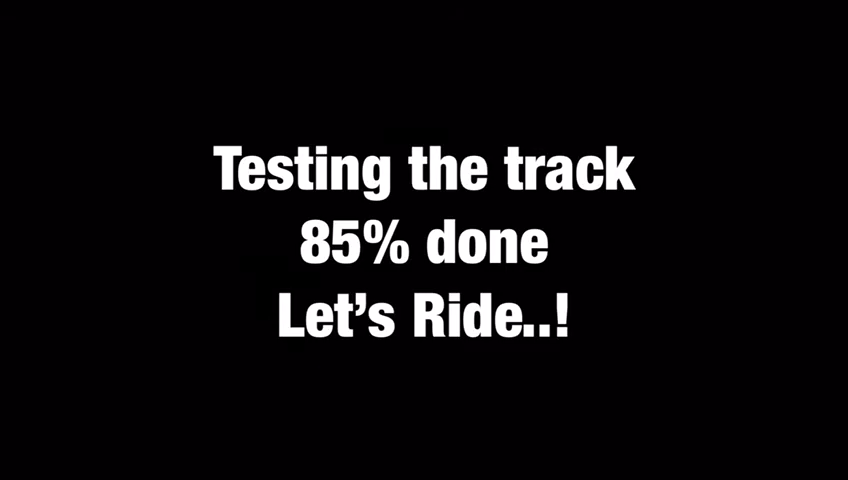 Testing the track
85% done
Let’s Ride..!